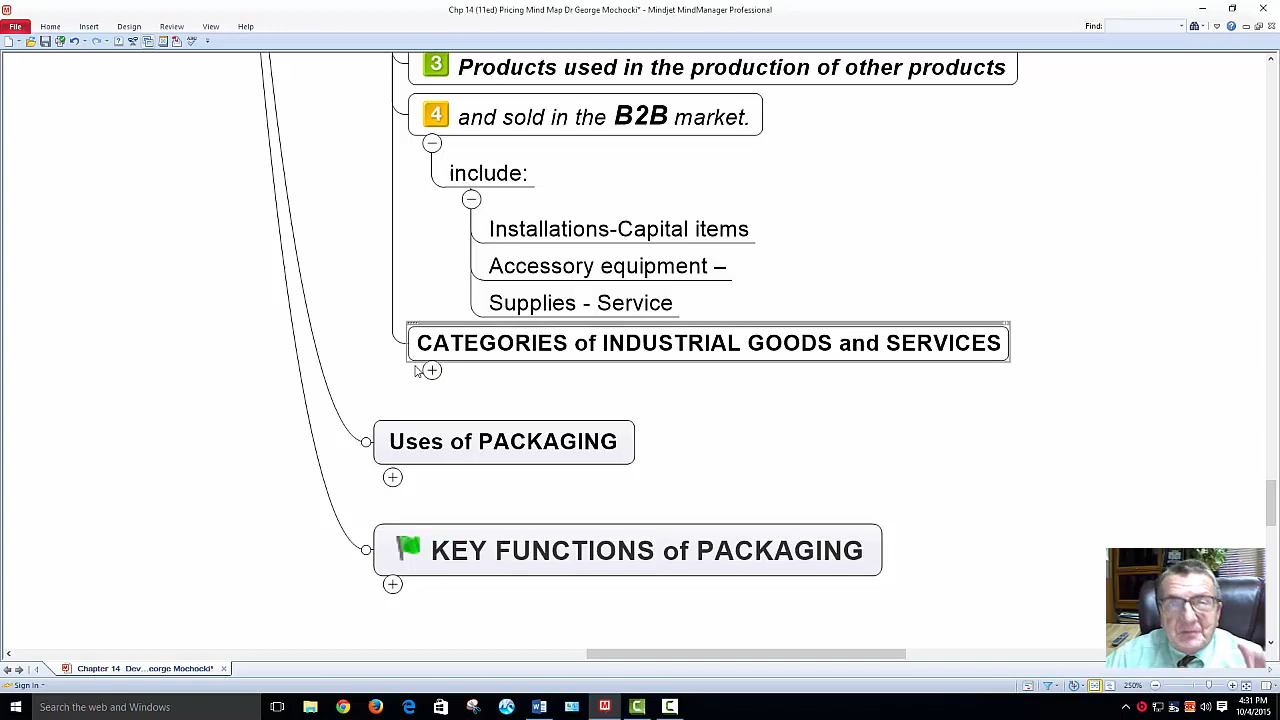 Chp 14 (11ed) Pricing Mind Map Dr George Mochocki* - Mindjet MindManager Professional
File Home Insert Design Review View Help Find:
3 Products used in the production of other products
4 and sold in the B2B market.
include:
Installations-Capital items
Accessory equipment –
Supplies - Service
CATEGORIES of INDUSTRIAL GOODS and SERVICES
Uses of PACKAGING
KEY FUNCTIONS of PACKAGING
Chapter 14 Dev...eorge Mochocki*
Sign In 250%
Search the web and Windows
4:31 PM
10/4/2015